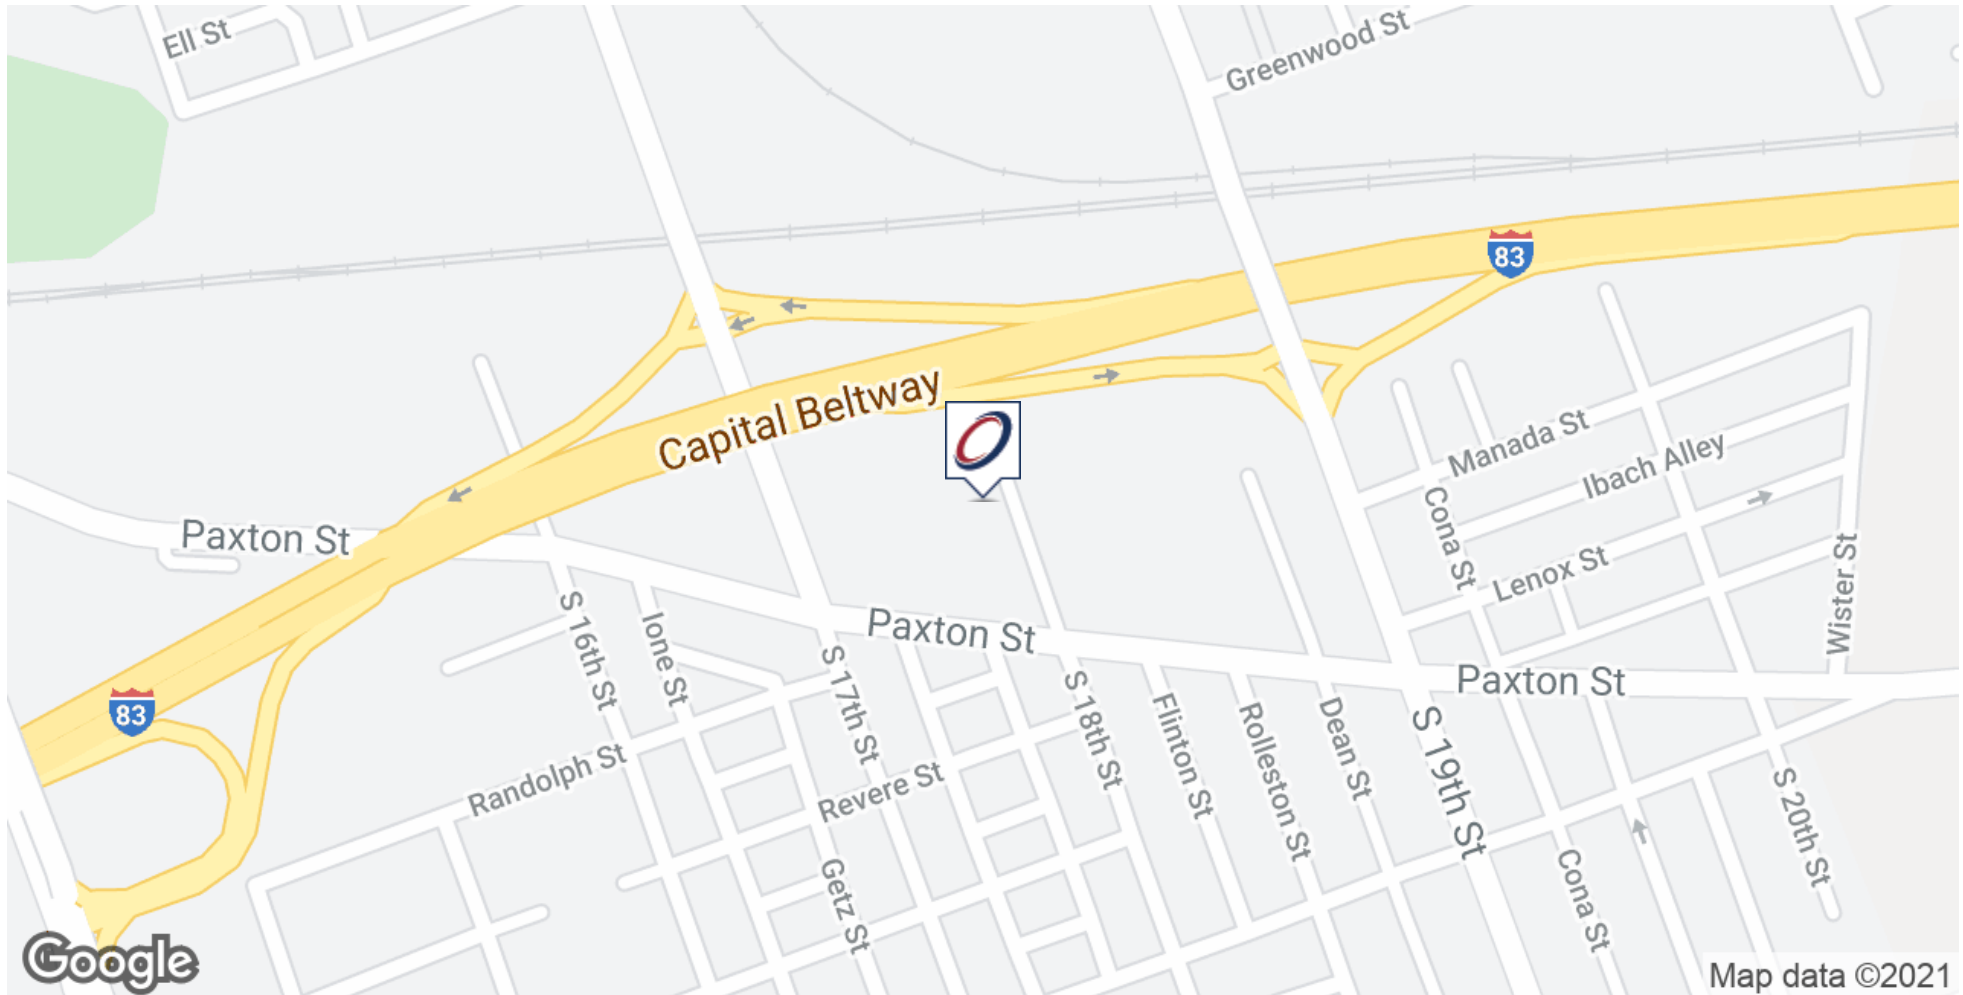 Ell St
Greenwood St
83
Capital Beltway
Manada St
Ibach Alley
Cona St
Paxton St
Lenox St
Wister St
S 16th St
Ione St
Paxton St
S 17th St
S 18th St
Paxton St
83
Flinton St
Rolleston St
Dean St
S 19th St
Randolph St
Revere St
S 20th St
Getz St
Cona St
Google
Map data ©2021